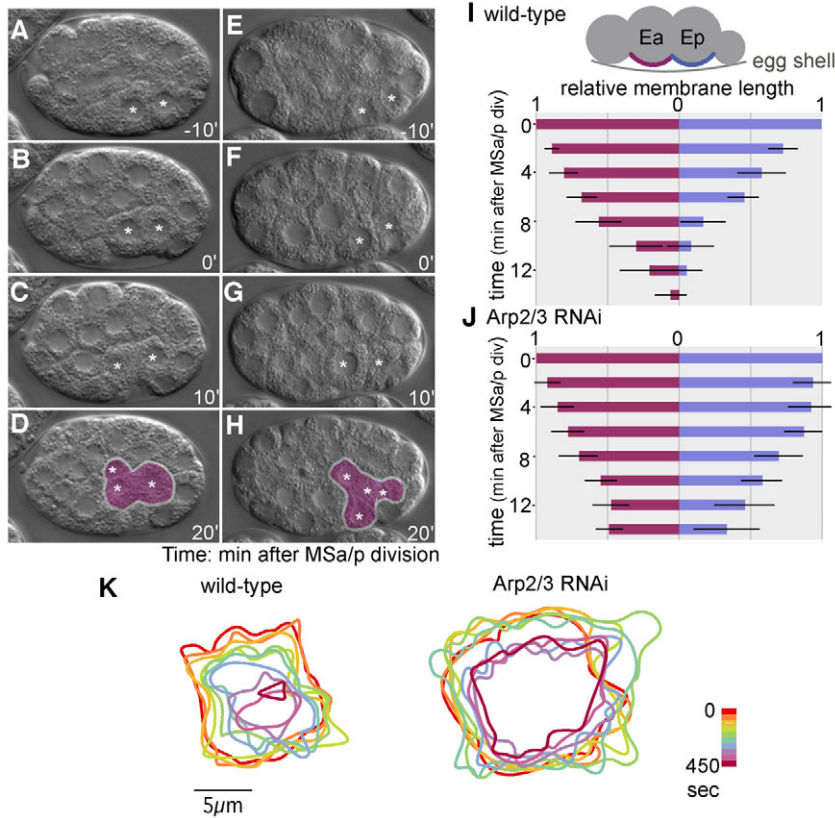 A
* *
-10'
B
* *
0'
C
* *
10'
D
* * *
20'
E
* *
-10'
F
* *
0'
G
* *
10'
H
* * * *
20'
Time: min after MSa/p division
I wild-type
Ea Ep
egg shell
relative membrane length
1 0 1
0
4
8
12
time (min after MSa/p div)
J Arp2/3 RNAi
1 0 1
0
4
8
12
time (min after MSa/p div)
K
wild-type
Arp2/3 RNAi
5μm
0
450
sec